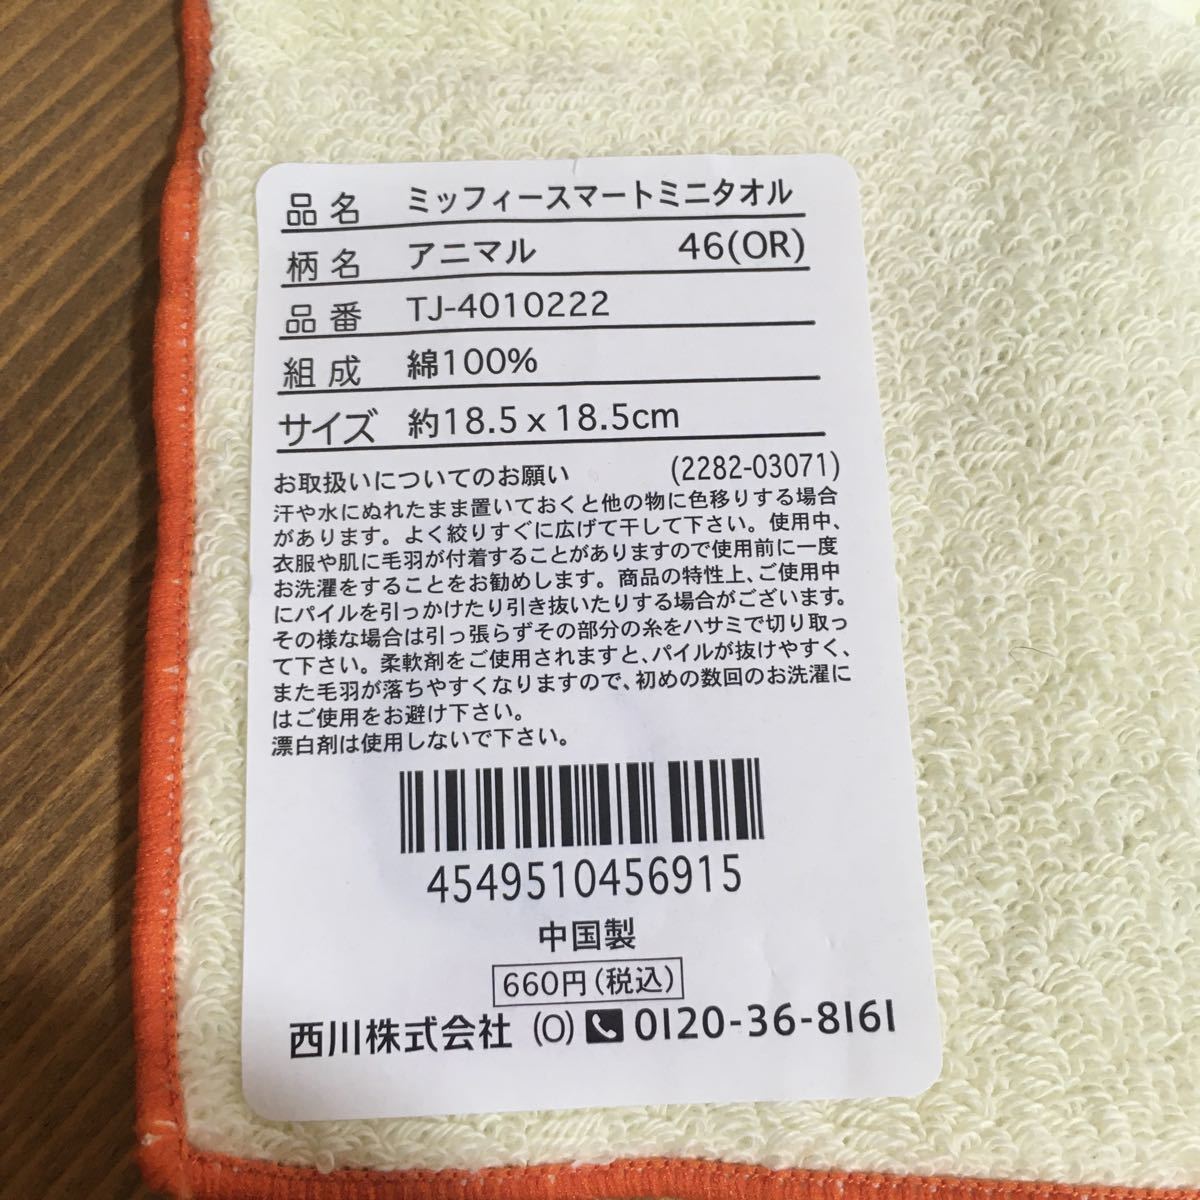 品名 ミッフィースマートミニタオル
柄名 アニマル 46(OR)
品番 TJ-4010222
組成 綿100%
サイズ 約18.5x18.5cm
お取扱いについてのお願い (2282-03071)
汗や水にぬれたまま置いておくと他の物に色移りする場合
があります。よく絞りすぐに広げて干して下さい。使用中、
衣服や肌に毛羽が付着することがありますので使用前に一度
お洗濯をすることをお勧めします。商品の特性上、ご使用中
にパイルを引っかけたり引き抜いたりする場合がございます。
その様な場合は引っ張らずその部分の糸をハサミで切り取っ
て下さい。柔軟剤をご使用されますと、パイルが抜けやすく、
また毛羽が落ちやすくなりますので、初めの数回のお洗濯に
はご使用をお避け下さい。
漂白剤は使用しないで下さい。
4549510456915
中国製
660円(税込)
西川株式会社 (O) 0120-36-8161